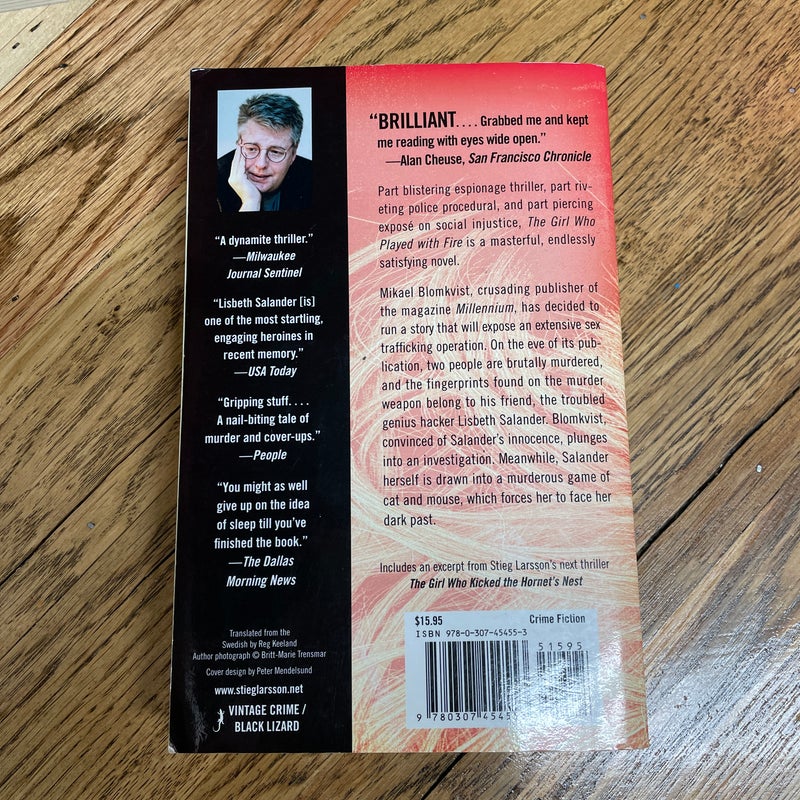 “A dynamite thriller.”
—Milwaukee
Journal Sentinel
“Lisbeth Salander [is]
one of the most startling,
engaging heroines in
recent memory.”
—USA Today
“Gripping stuff. . . .
A nail-biting tale of
murder and cover-ups.”
—People
“You might as well
give up on the idea
of sleep till you’ve
finished the book.”
—The Dallas
Morning News
Translated from the
Swedish by Reg Keeland
Author photograph © Britt-Marie Trensmar
Cover design by Peter Mendelsund
www.stieglarsson.net
VINTAGE CRIME /
BLACK LIZARD
“BRILLIANT. . . . Grabbed me and kept
me reading with eyes wide open.”
—Alan Cheuse, San Francisco Chronicle
Part blistering espionage thriller, part riv-
eting police procedural, and part piercing
exposé on social injustice, The Girl Who
Played with Fire is a masterful, endlessly
satisfying novel.
Mikael Blomkvist, crusading publisher of
the magazine Millennium, has decided to
run a story that will expose an extensive sex
trafficking operation. On the eve of its pub-
lication, two people are brutally murdered,
and the fingerprints found on the murder
weapon belong to his friend, the troubled
genius hacker Lisbeth Salander. Blomkvist,
convinced of Salander’s innocence, plunges
into an investigation. Meanwhile, Salander
herself is drawn into a murderous game of
cat and mouse, which forces her to face her
dark past.
Includes an excerpt from Stieg Larsson’s next thriller
The Girl Who Kicked the Hornet’s Nest
$15.95 Crime Fiction
ISBN 978-0-307-45455-3
51595
9 780307 4545